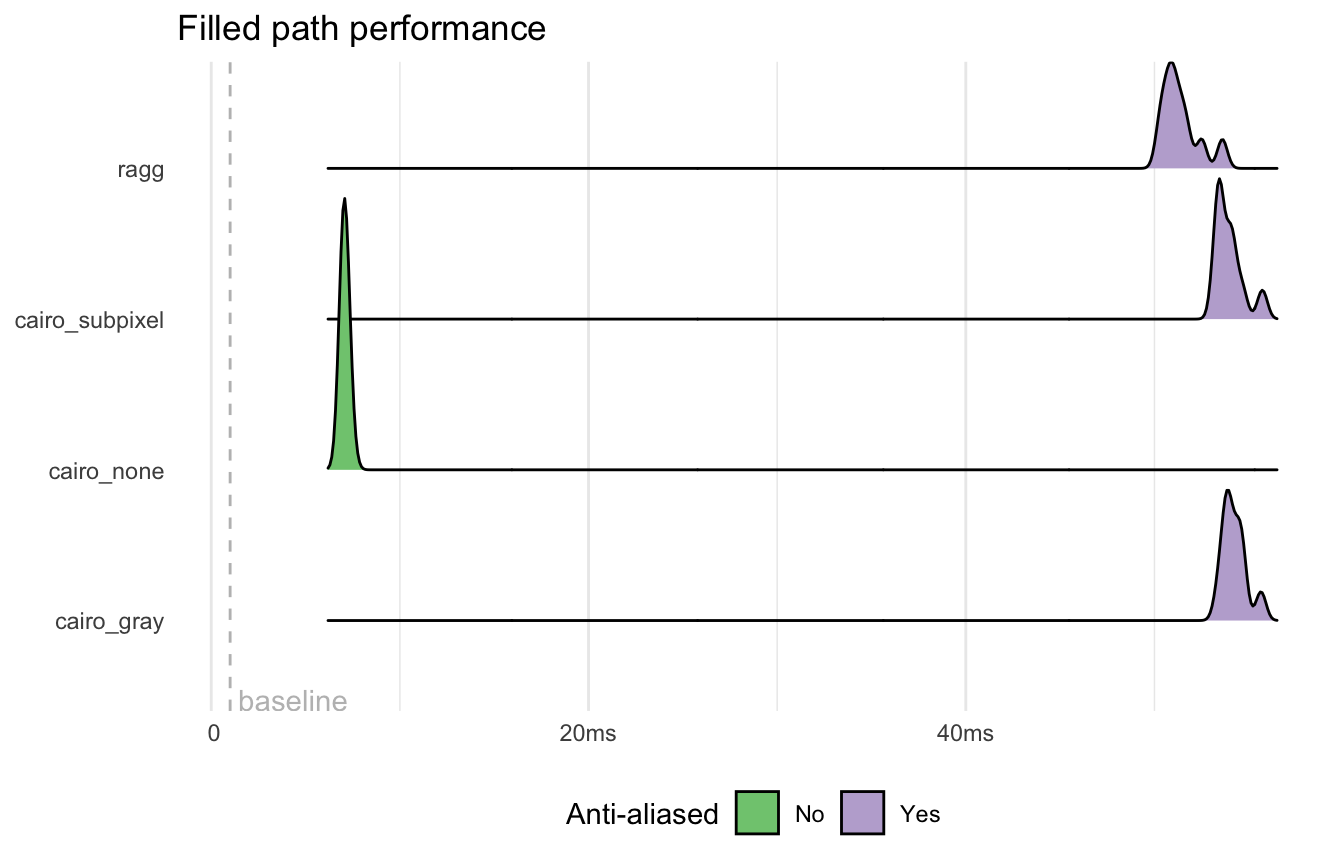 Filled path performance
ragg
cairo_subpixel
cairo_none
cairo_gray
baseline
0 20ms 40ms
Anti-aliased No Yes